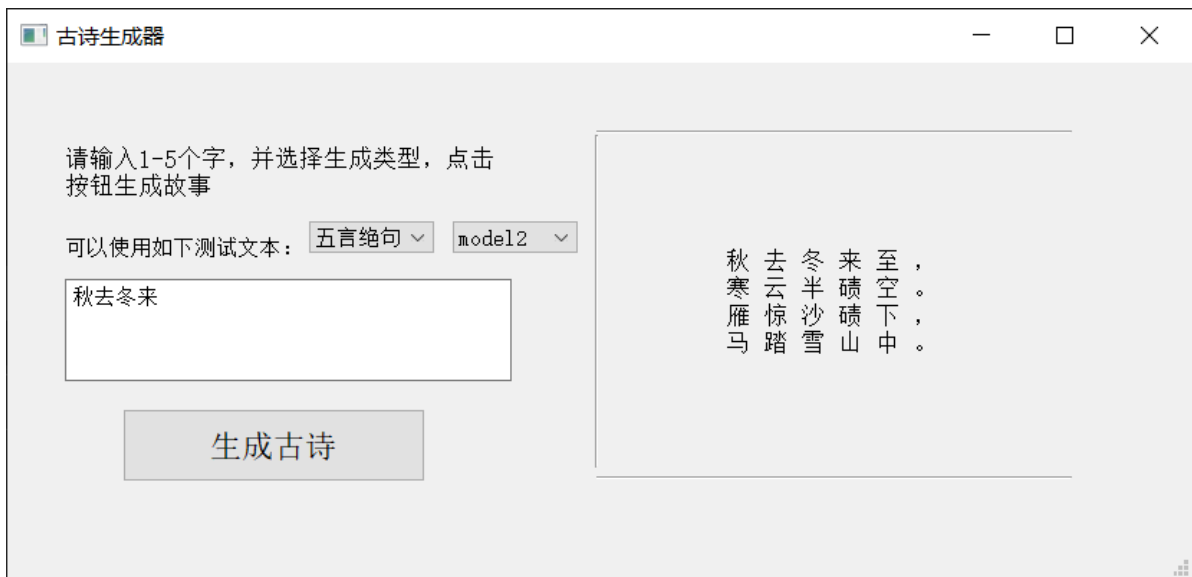 古诗生成器
请输入1-5个字，并选择生成类型，点击
按钮生成故事
可以使用如下测试文本： 五言绝句 model2
秋去冬来
生成古诗
秋 去 冬 来 至 ，
寒 云 半 碛 空 。
雁 惊 沙 碛 下 ，
马 踏 雪 山 中 。